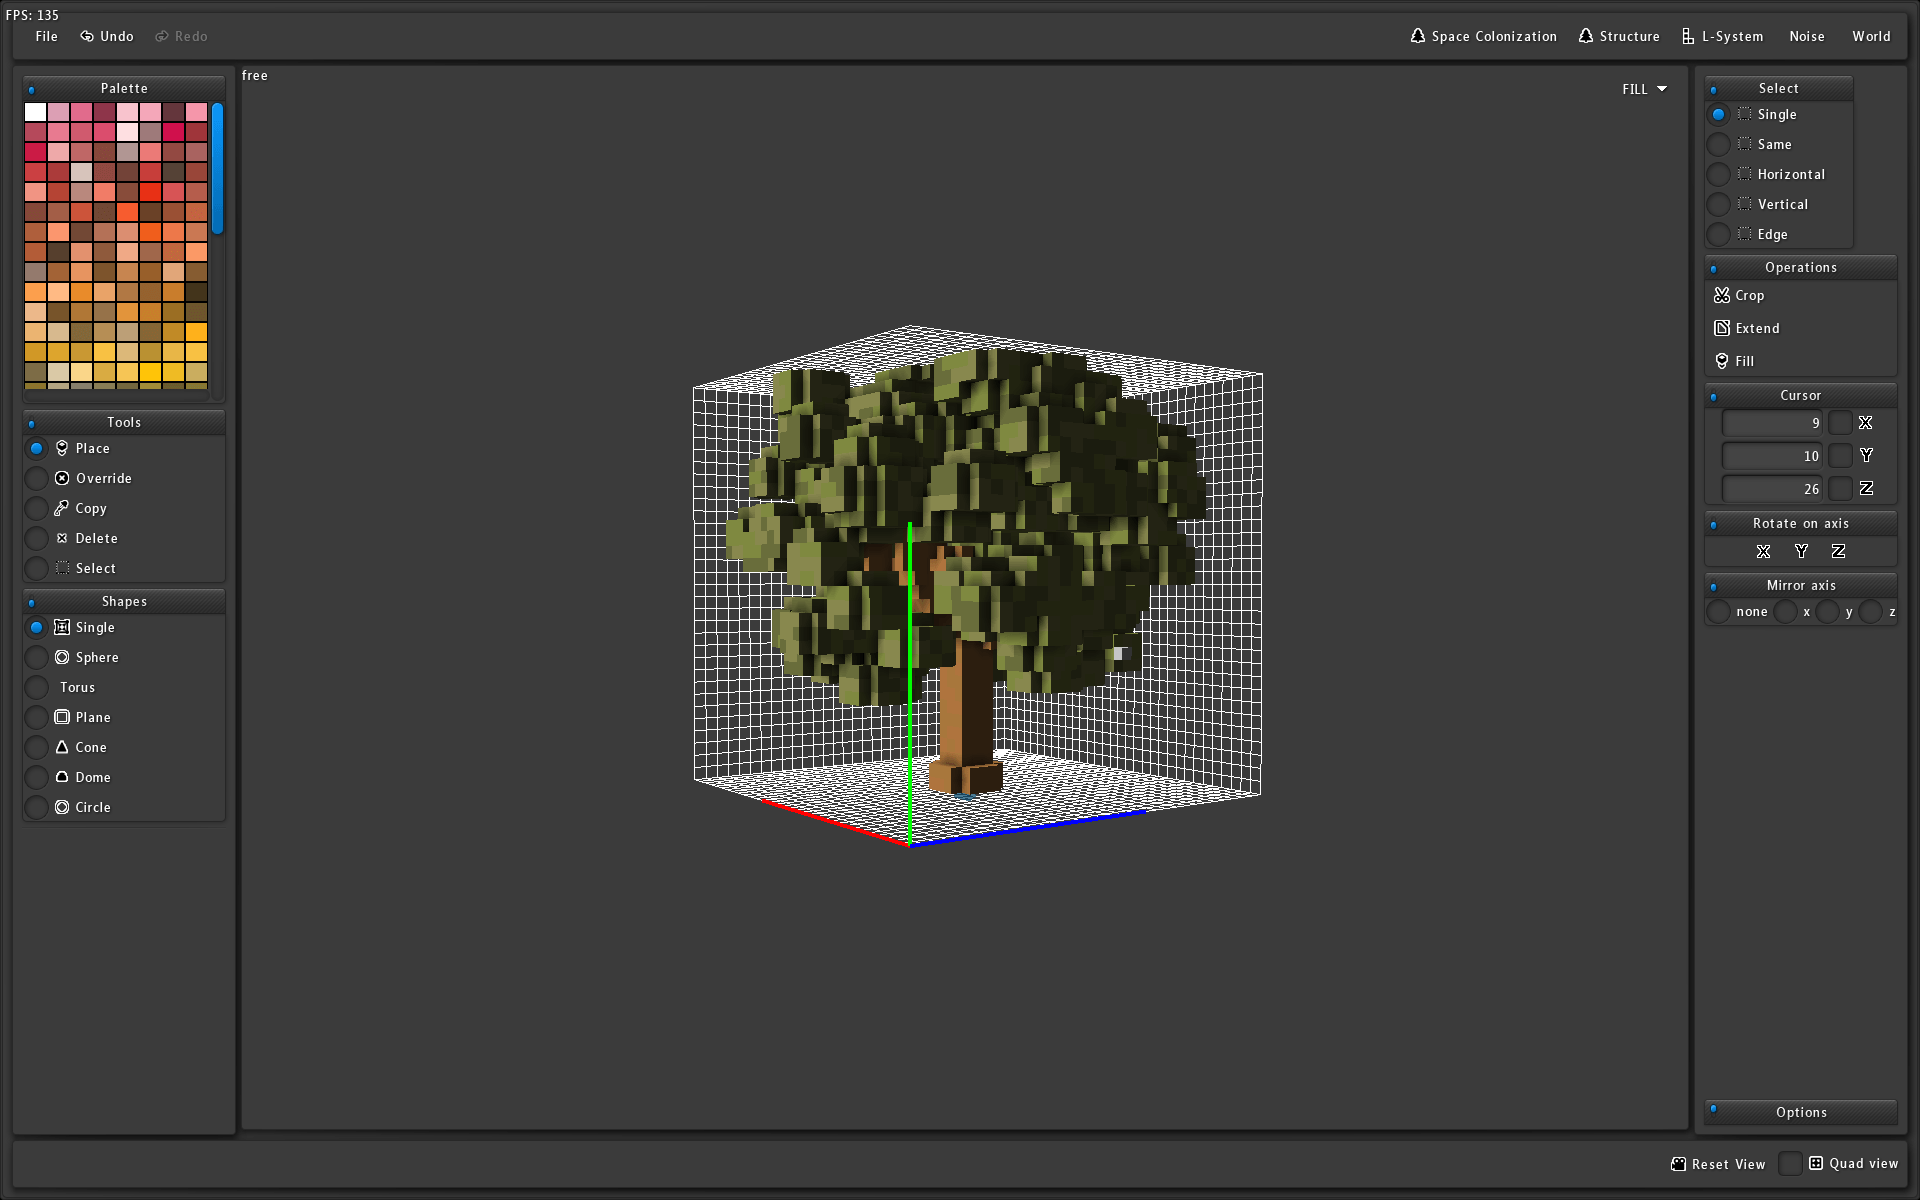 FPS: 135
File Undo Redo Space Colonization Structure L-System Noise World
free
FILL
Palette
Tools
Place
Override
Copy
Delete
Select
Shapes
Single
Sphere
Torus
Plane
Cone
Dome
Circle
Select
Single
Same
Horizontal
Vertical
Edge
Operations
Crop
Extend
Fill
Cursor
9 X
10 Y
26 Z
Rotate on axis
X Y Z
Mirror axis
none x y z
Options
Reset View Quad view